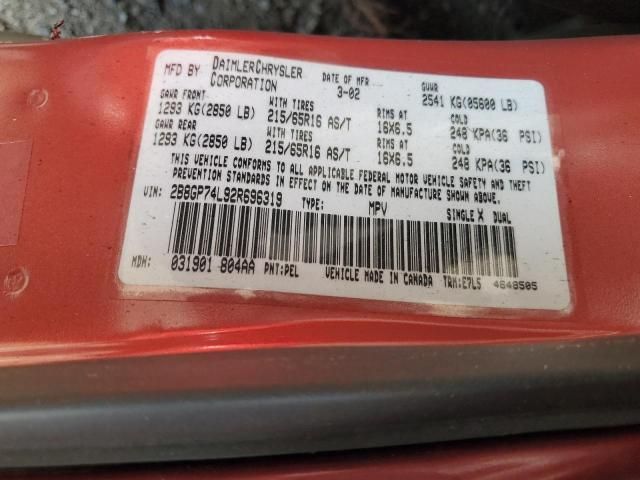 MFD BY DAIMLERCHRYSLER CORPORATION DATE OF MFR 3-02 GVWR 2541 KG(05600 LB)
GAWR FRONT WITH TIRES RIMS AT COLD
1293 KG(2850 LB) 215/65R16 AS/T 16X6.5 248 KPA(36 PSI)
GAWR REAR WITH TIRES RIMS AT COLD
1293 KG(2850 LB) 215/65R16 AS/T 16X6.5 248 KPA(36 PSI)
THIS VEHICLE CONFORMS TO ALL APPLICABLE FEDERAL MOTOR VEHICLE SAFETY AND THEFT
PREVENTION STANDARDS IN EFFECT ON THE DATE OF MANUFACTURE SHOWN ABOVE.
VIN: 2B8GP74L92R696319 TYPE: MPV SINGLE X DUAL
MDH: 031901 804AA PNT:PEL VEHICLE MADE IN CANADA TRM:E7L5 4648505